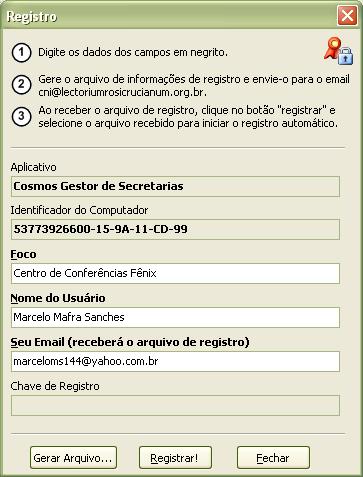 Registro
1 Digite os dados dos campos em negrito.
2 Gere o arquivo de informações de registro e envie-o para o email
cni@lectoriumrosicrucianum.org.br.
3 Ao receber o arquivo de registro, clique no botão "registrar" e
selecione o arquivo recebido para iniciar o registro automático.
Aplicativo
Cosmos Gestor de Secretarias
Identificador do Computador
53773926600-15-9A-11-CD-99
Foco
Centro de Conferências Fênix
Nome do Usuário
Marcelo Mafra Sanches
Seu Email (receberá o arquivo de registro)
marceloms144@yahoo.com.br
Chave de Registro
Gerar Arquivo... Registrar! Fechar